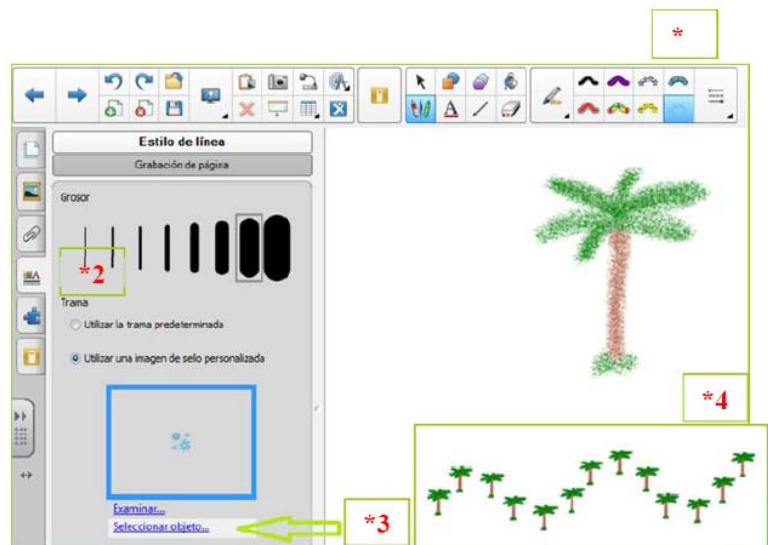 *
Estilo de línea
Grabación de página
Grosor
*2
Trama
Utilizar la trama predeterminada
Utilizar una imagen de sello personalizada
*4
Examinar...
Seleccionar objeto...
*3